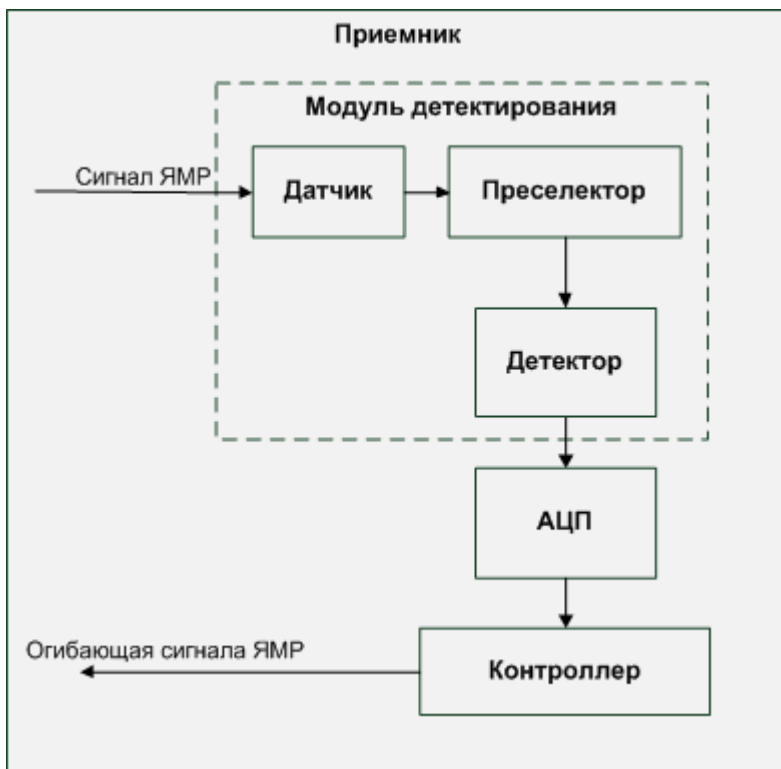 Приемник
Модуль детектирования
Сигнал ЯМР
Датчик
Преселектор
Детектор
АЦП
Огибающая сигнала ЯМР
Контроллер